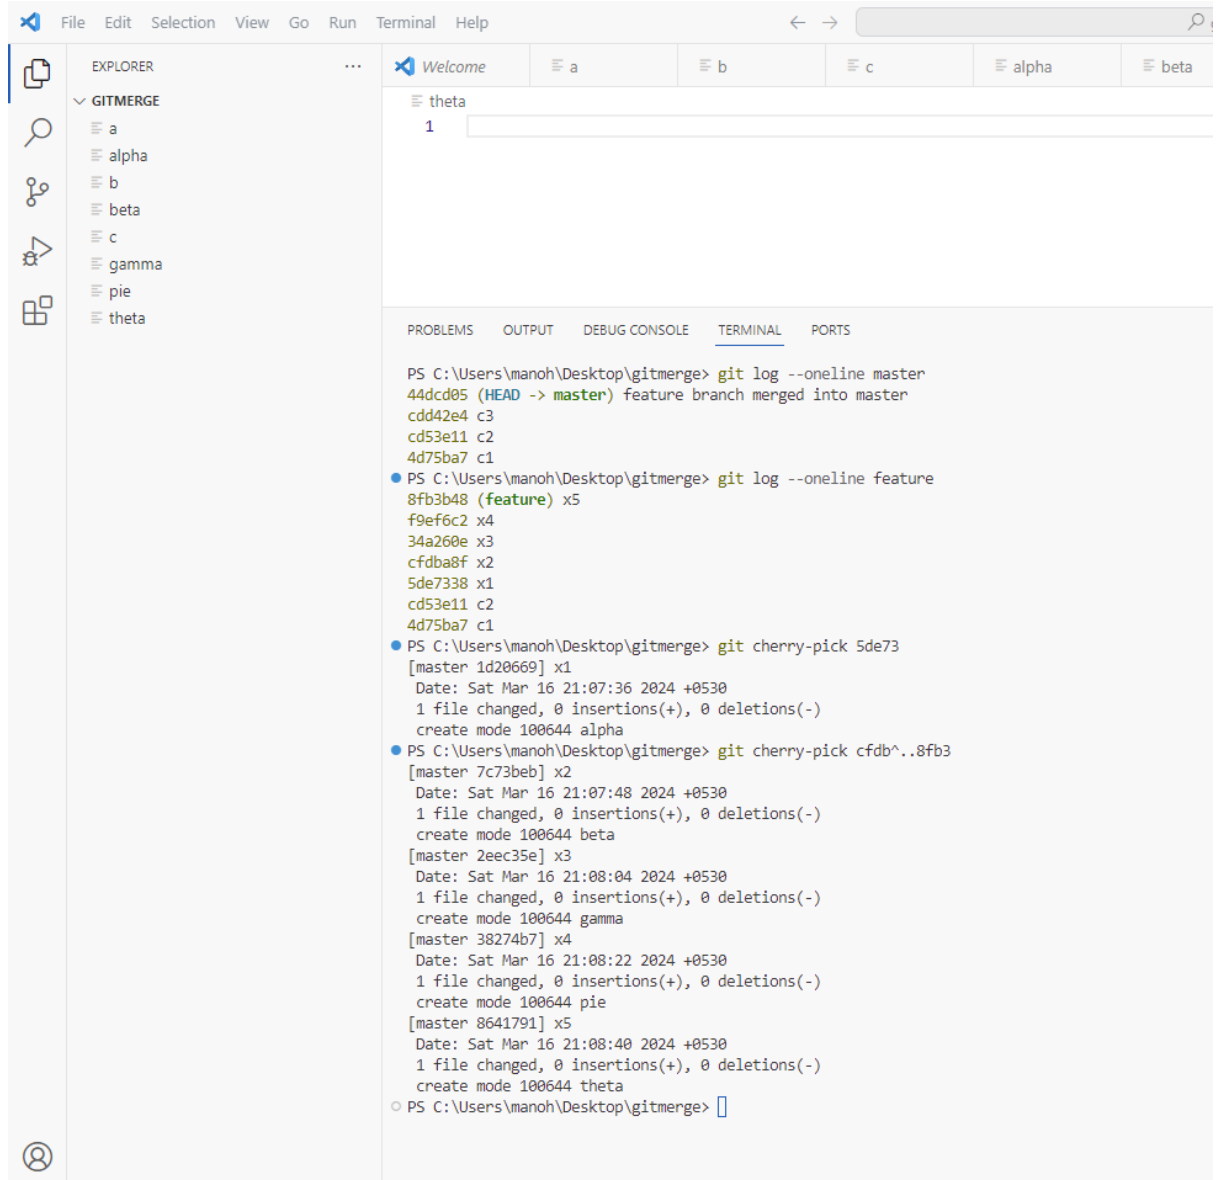 File Edit Selection View Go Run Terminal Help
EXPLORER
GITMERGE
a
alpha
b
beta
c
gamma
pie
theta
Welcome a b c alpha beta
theta
1
PROBLEMS OUTPUT DEBUG CONSOLE TERMINAL PORTS
PS C:\Users\manoh\Desktop\gitmerge> git log --oneline master
44dcd05 (HEAD -> master) feature branch merged into master
cdd42e4 c3
cd53e11 c2
4d75ba7 c1
PS C:\Users\manoh\Desktop\gitmerge> git log --oneline feature
8fb3b48 (feature) x5
f9ef6c2 x4
34a260e x3
cfdba8f x2
5de7338 x1
cd53e11 c2
4d75ba7 c1
PS C:\Users\manoh\Desktop\gitmerge> git cherry-pick 5de73
[master 1d20669] x1
Date: Sat Mar 16 21:07:36 2024 +0530
1 file changed, 0 insertions(+), 0 deletions(-)
create mode 100644 alpha
PS C:\Users\manoh\Desktop\gitmerge> git cherry-pick cfdb^..8fb3
[master 7c73beb] x2
Date: Sat Mar 16 21:07:48 2024 +0530
1 file changed, 0 insertions(+), 0 deletions(-)
create mode 100644 beta
[master 2eec35e] x3
Date: Sat Mar 16 21:08:04 2024 +0530
1 file changed, 0 insertions(+), 0 deletions(-)
create mode 100644 gamma
[master 38274b7] x4
Date: Sat Mar 16 21:08:22 2024 +0530
1 file changed, 0 insertions(+), 0 deletions(-)
create mode 100644 pie
[master 8641791] x5
Date: Sat Mar 16 21:08:40 2024 +0530
1 file changed, 0 insertions(+), 0 deletions(-)
create mode 100644 theta
PS C:\Users\manoh\Desktop\gitmerge>